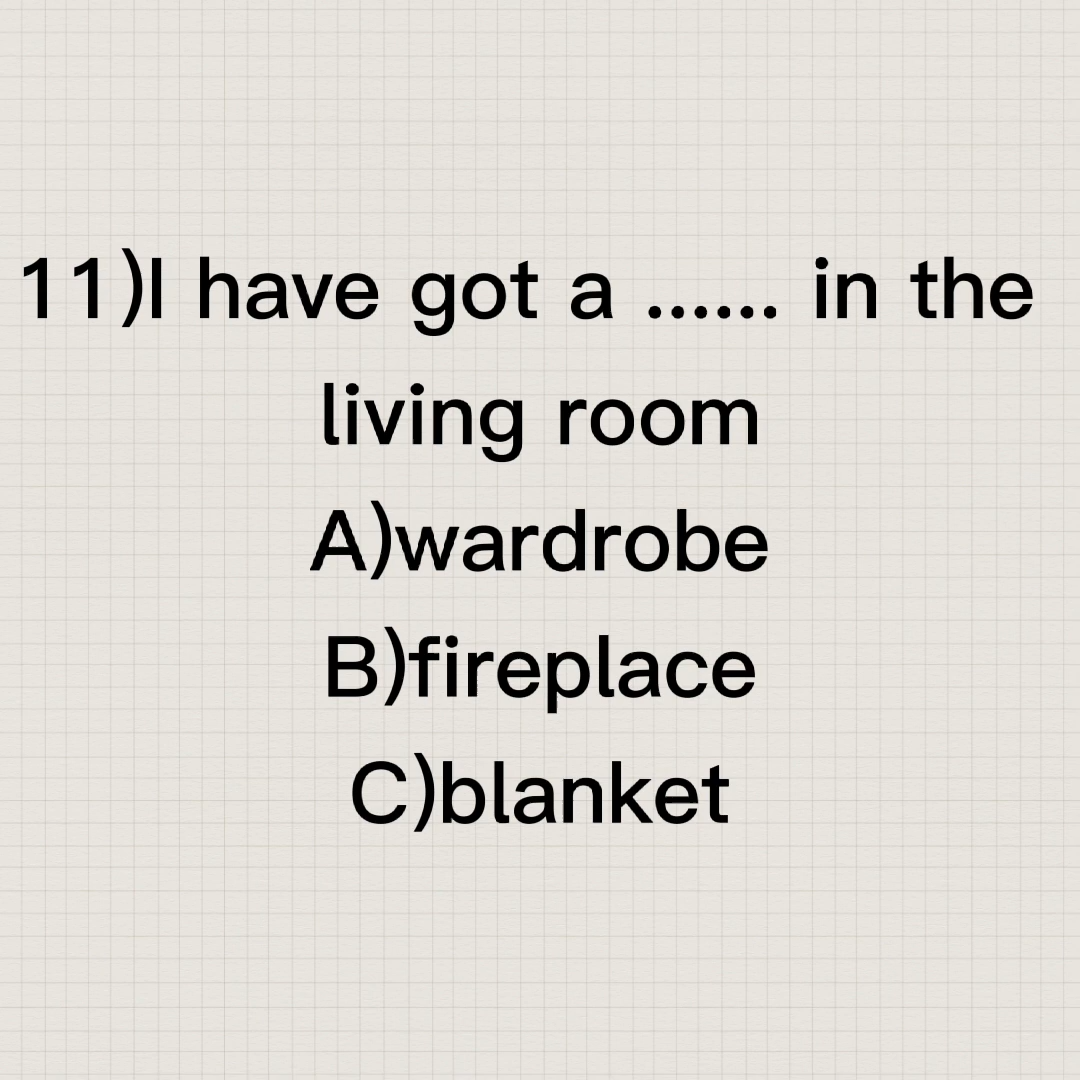 11)I have got a ...... in the
living room
A)wardrobe
B)fireplace
C)blanket